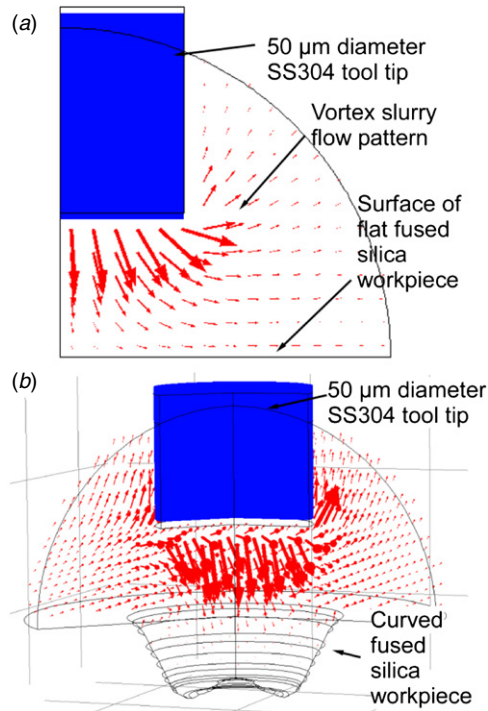 (a)
50 μm diameter
SS304 tool tip
Vortex slurry
flow pattern
Surface of
flat fused
silica
workpiece
(b)
50 μm diameter
SS304 tool tip
Curved
fused
silica
workpiece